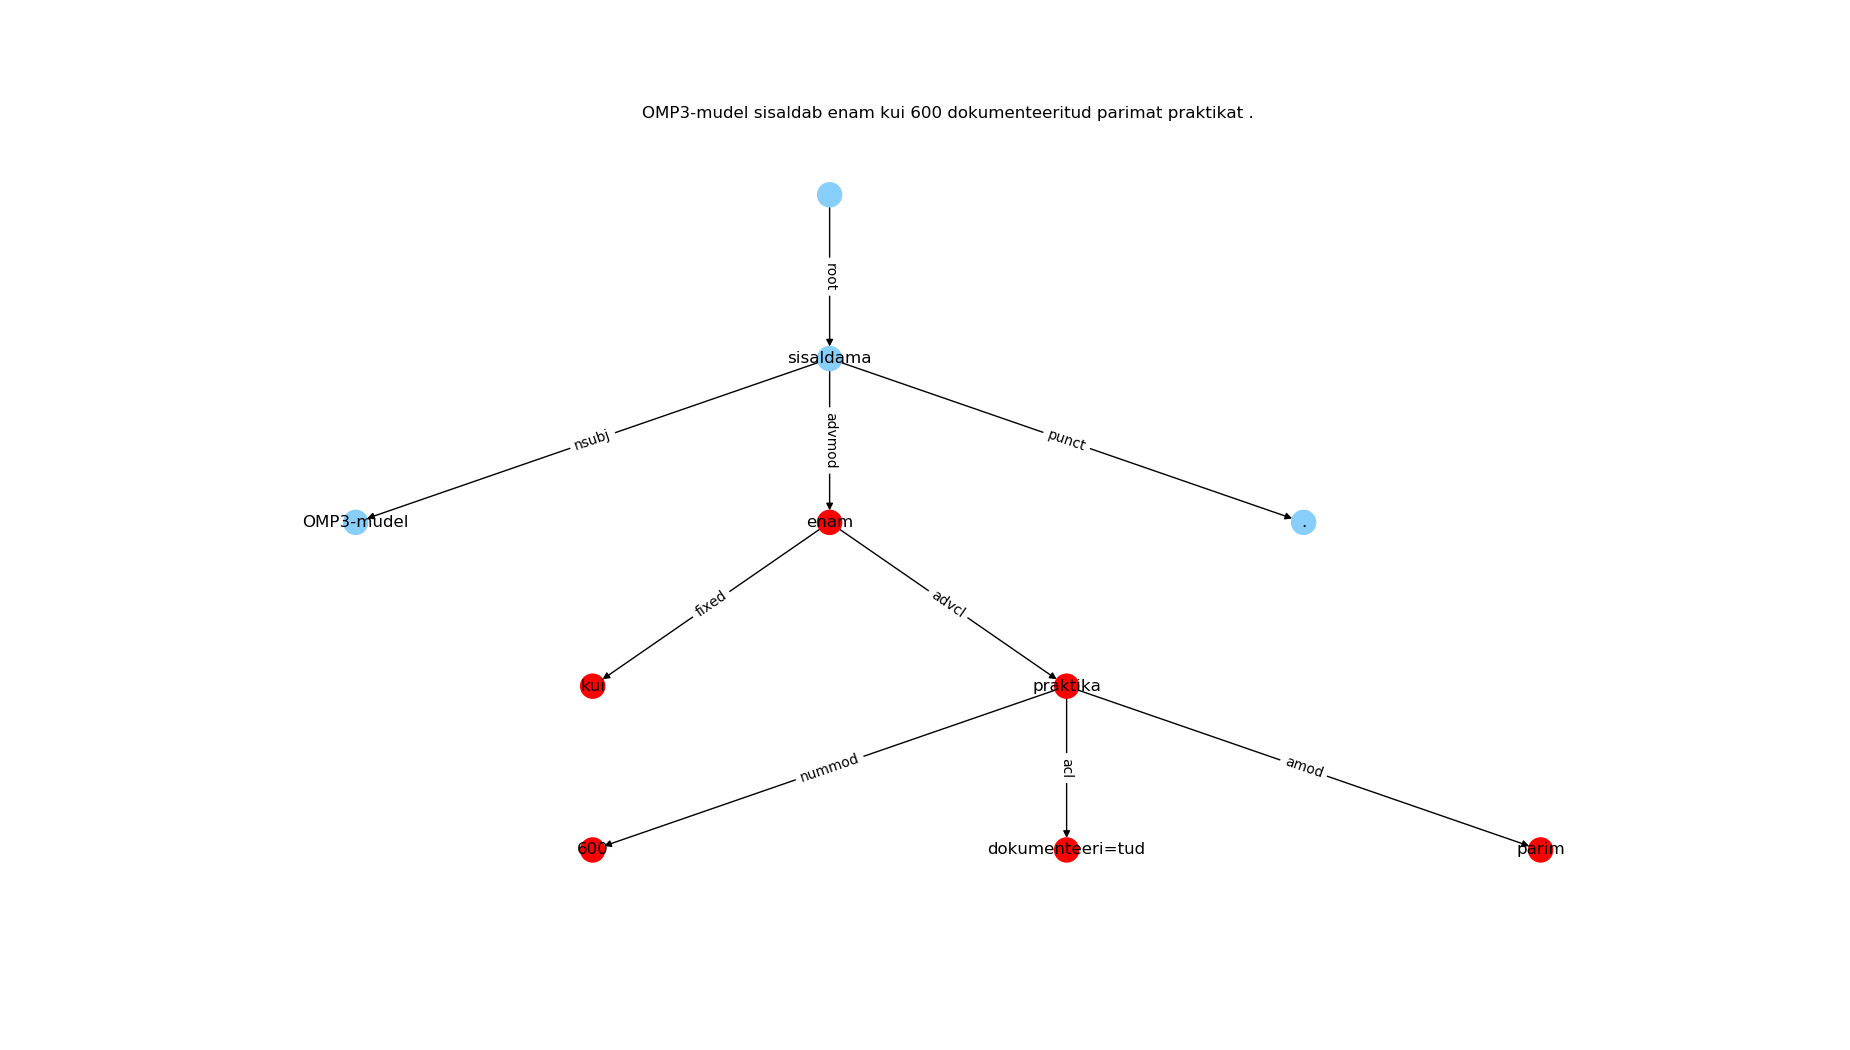 OMP3-mudel sisaldab enam kui 600 dokumenteeritud parimat praktikat .
root
sisaldama
nsubj
advmod
punct
OMP3-mudel
enam
.
fixed
advcl
kui
praktika
nummod
acl
amod
600
dokumenteeri=tud
parim